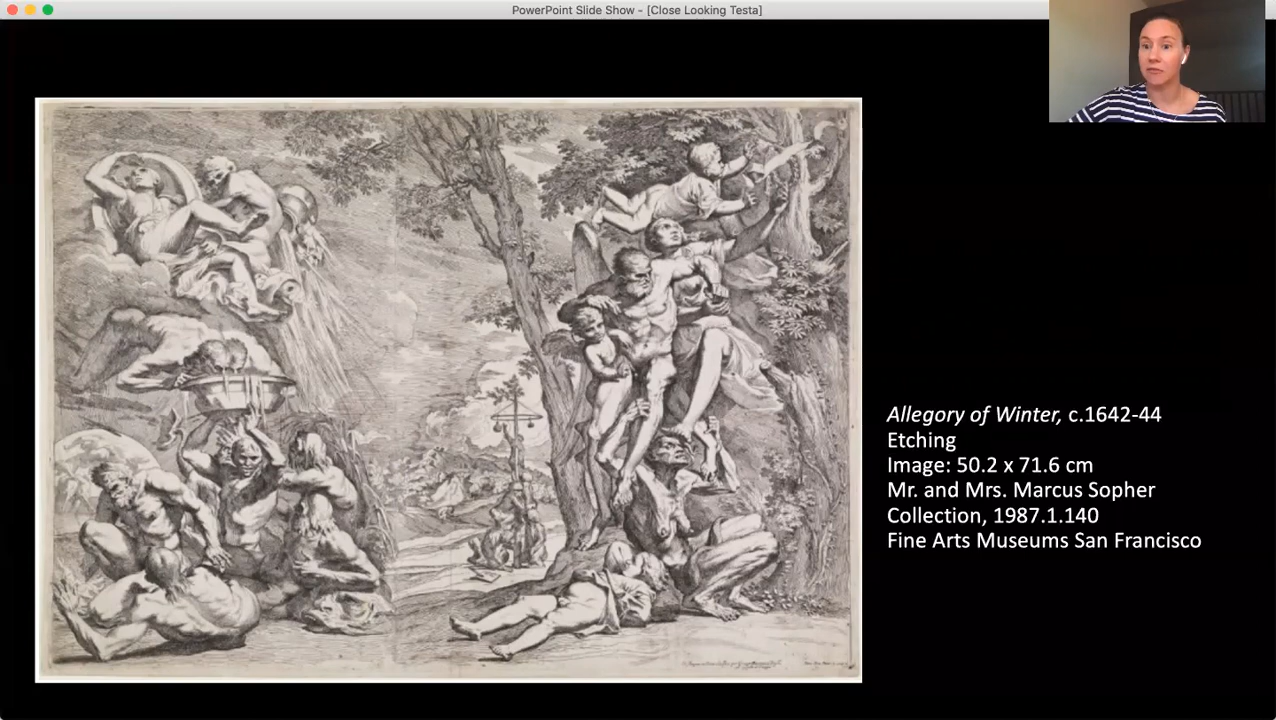 PowerPoint Slide Show - [Close Looking Testa]
Allegory of Winter, c.1642-44
Etching
Image: 50.2 x 71.6 cm
Mr. and Mrs. Marcus Sopher
Collection, 1987.1.140
Fine Arts Museums San Francisco